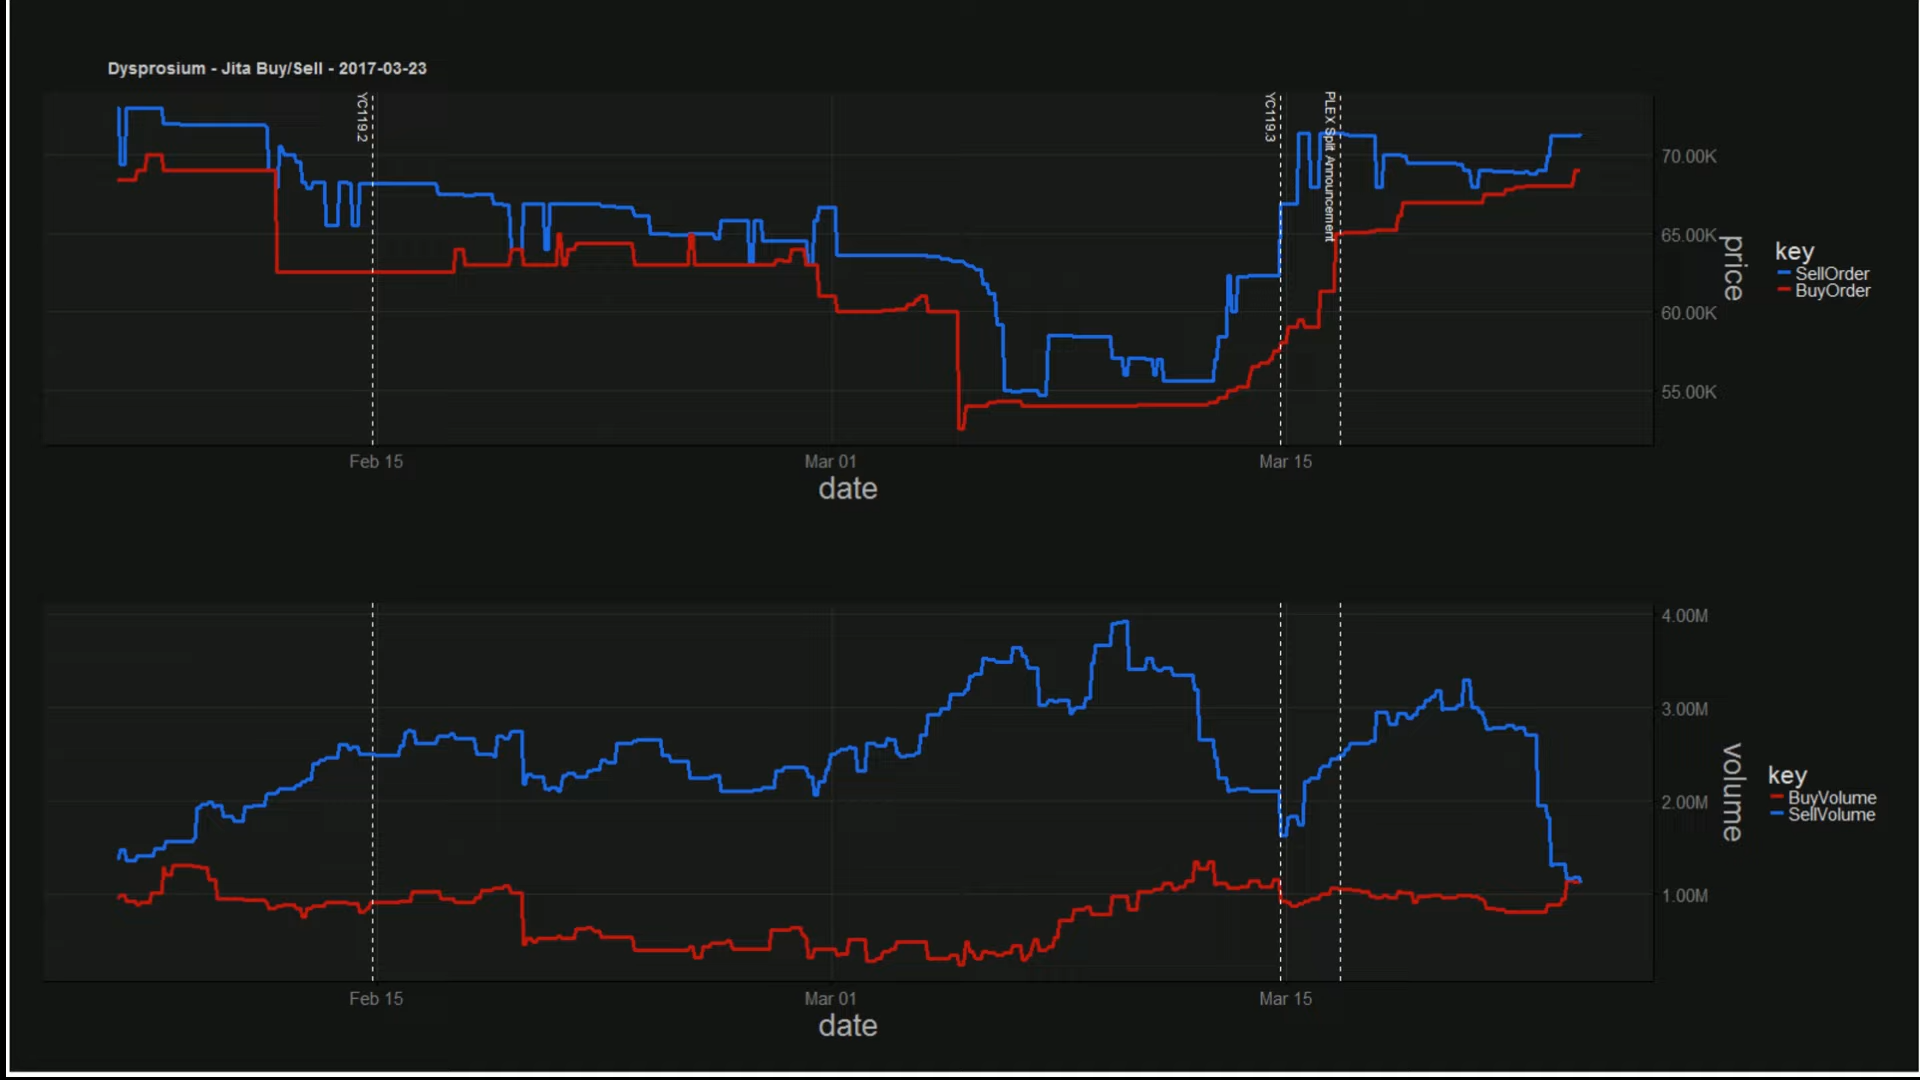 Dysprosium - Jita Buy/Sell - 2017-03-23
YC119.2
YC119.3
PLEX Split Announcement
70.00K
65.00K
60.00K
55.00K
price
key
SellOrder
BuyOrder
Feb 15
Mar 01
Mar 15
date
4.00M
3.00M
2.00M
1.00M
volume
key
BuyVolume
SellVolume
Feb 15
Mar 01
Mar 15
date